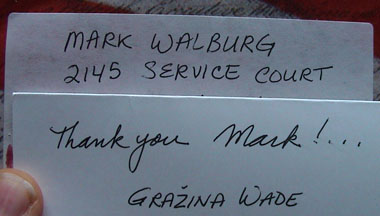 MARK WALBURG
2145 SERVICE COURT
Thank you Mark!...
GRAŽINA WADE